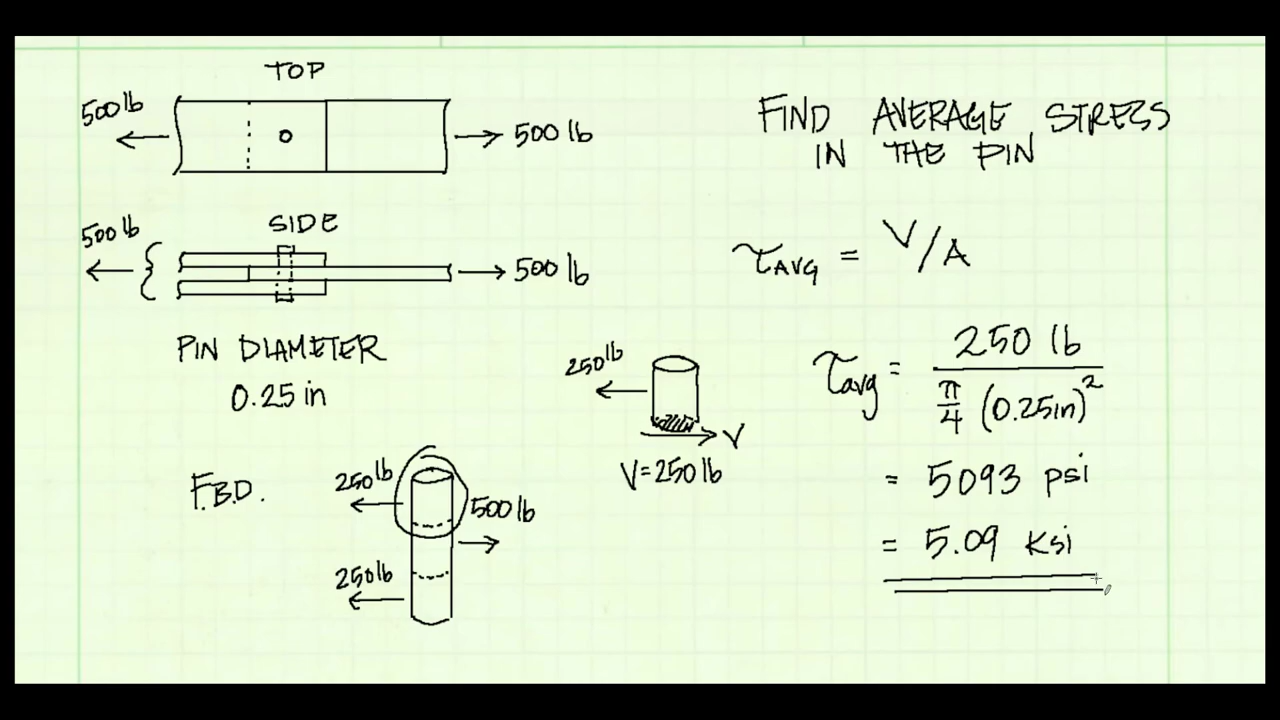 TOP
500 lb
500 lb
SIDE
500 lb
500 lb
PIN DIAMETER
0.25 in
F.B.D.
250 lb
500 lb
250 lb
250 lb
V
V = 250 lb
FIND AVERAGE STRESS
IN THE PIN
τAVG = V/A
τavg = 250 lb
π/4 (0.25in)²
= 5093 psi
= 5.09 ksi